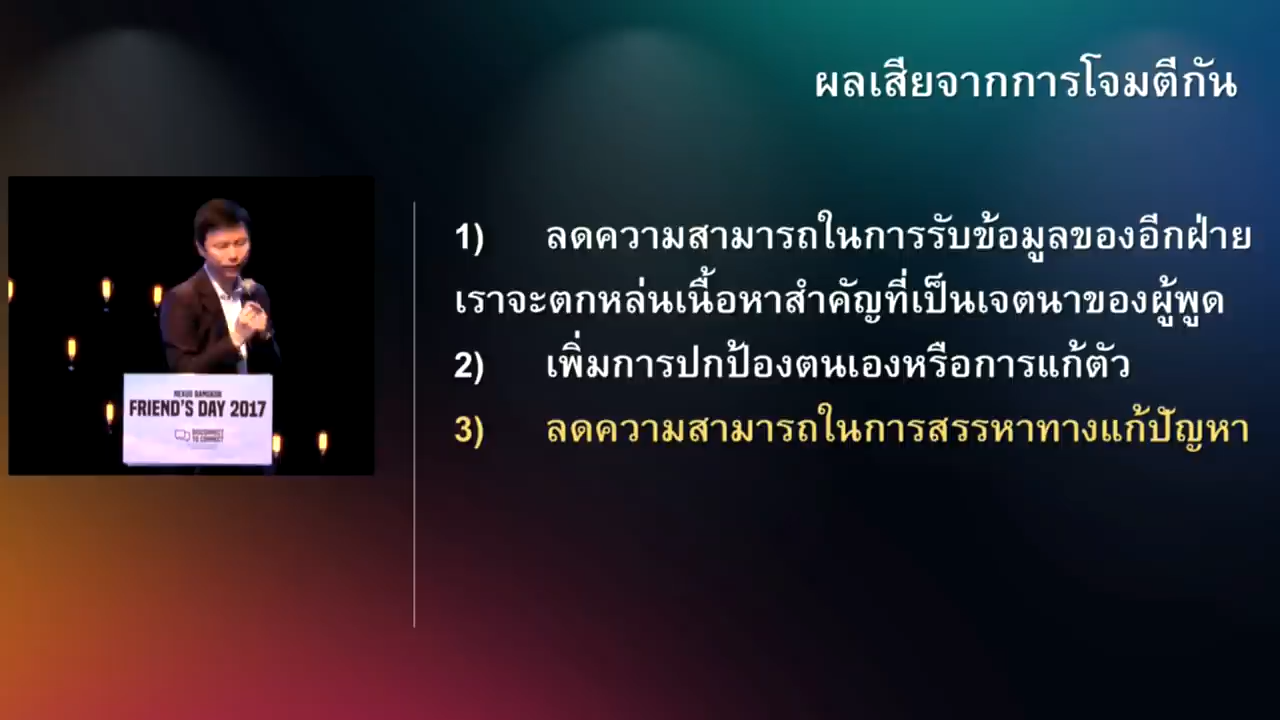 ผลเสียจากการโจมตีกัน
1) ลดความสามารถในการรับข้อมูลของอีกฝ่าย
เราจะตกหล่นเนื้อหาสำคัญที่เป็นเจตนาของผู้พูด
2) เพิ่มการปกป้องตนเองหรือการแก้ตัว
3) ลดความสามารถในการสรรหาทางแก้ปัญหา
NEXUS BANGKOK
FRIEND'S DAY 2017
DISCONNECT
TO CONNECT